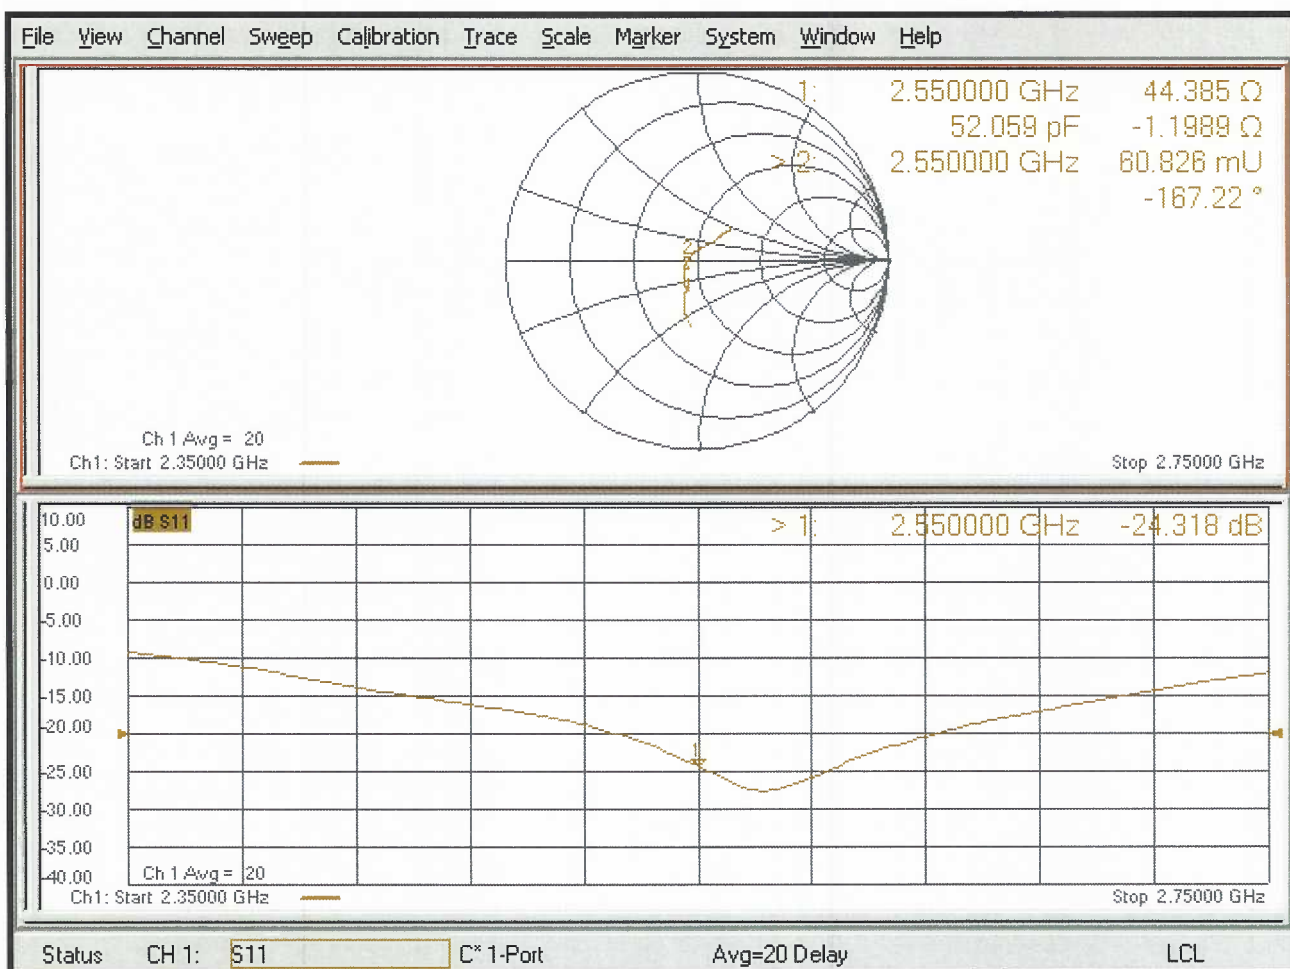 File View Channel Sweep Calibration Trace Scale Marker System Window Help
1: 2.550000 GHz 44.385 Ω
52.059 pF -1.1989 Ω
> 2: 2.550000 GHz 60.826 mU
-167.22 °
2
Ch 1 Avg = 20
Ch1: Start 2.35000 GHz Stop 2.75000 GHz
10.00 dB S11 > 1: 2.550000 GHz -24.318 dB
5.00
0.00
-5.00
-10.00
-15.00
-20.00
1
-25.00
-30.00
-35.00
-40.00 Ch 1 Avg = 20
Ch1: Start 2.35000 GHz Stop 2.75000 GHz
Status CH 1: S11 C* 1-Port Avg=20 Delay LCL